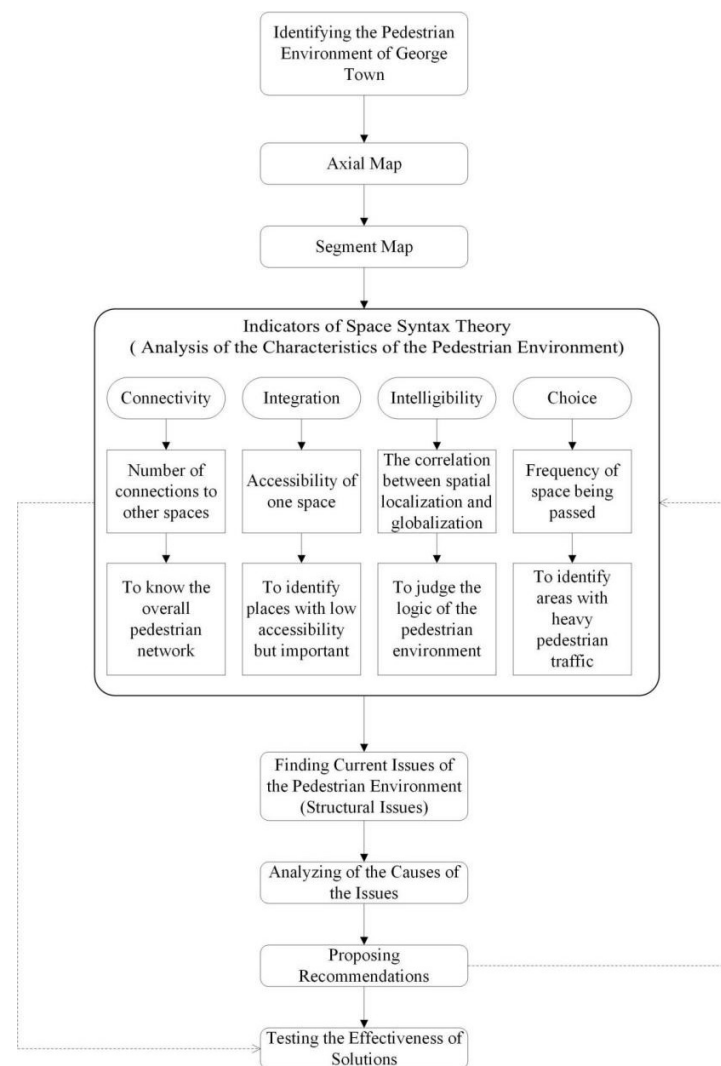 Identifying the Pedestrian
Environment of George
Town
Axial Map
Segment Map
Indicators of Space Syntax Theory
( Analysis of the Characteristics of the Pedestrian Environment)
Connectivity
Integration
Intelligibility
Choice
Number of
connections to
other spaces
Accessibility of
one space
The correlation
between spatial
localization and
globalization
Frequency of
space being
passed
To know the
overall
pedestrian
network
To identify
places with low
accessibility
but important
To judge the
logic of the
pedestrian
environment
To identify
areas with
heavy
pedestrian
traffic
Finding Current Issues of
the Pedestrian Environment
(Structural Issues)
Analyzing of the Causes of
the Issues
Proposing
Recommendations
Testing the Effectiveness of
Solutions